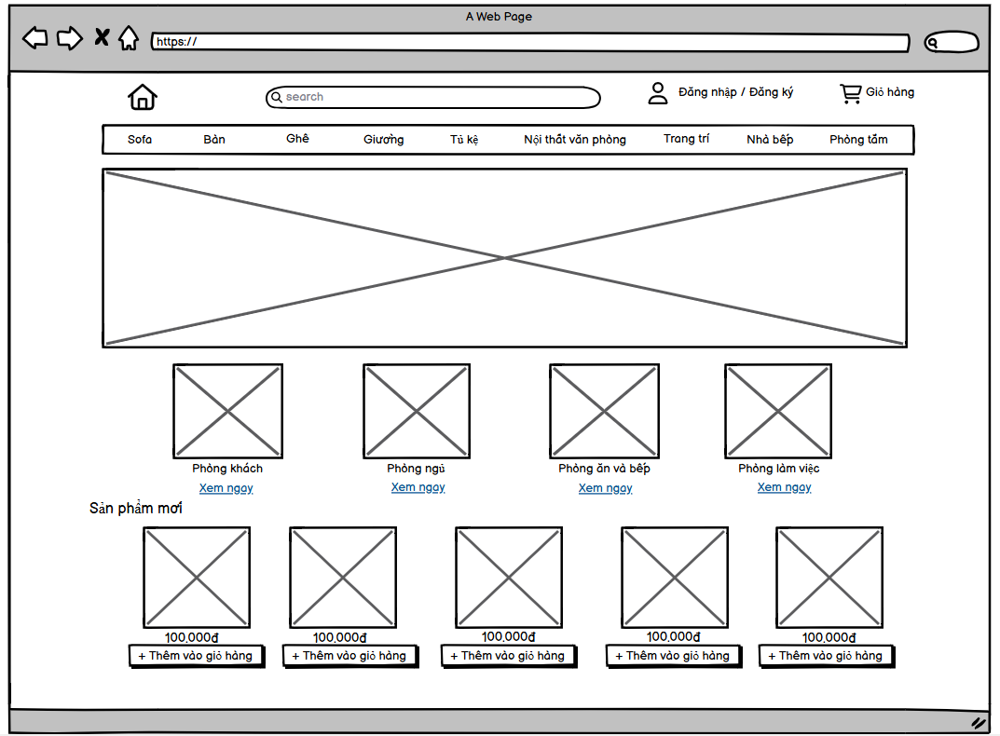 A Web Page
https://
search
Đăng nhập / Đăng ký
Giỏ hàng
Sofa
Bàn
Ghế
Giường
Tủ kệ
Nội thất văn phòng
Trang trí
Nhà bếp
Phòng tắm
Phòng khách
Phòng ngủ
Phòng ăn và bếp
Phòng làm việc
Xem ngay
Xem ngay
Xem ngay
Xem ngay
Sản phẩm mới
100,000đ
100,000đ
100,000đ
100,000đ
100,000đ
+ Thêm vào giỏ hàng
+ Thêm vào giỏ hàng
+ Thêm vào giỏ hàng
+ Thêm vào giỏ hàng
+ Thêm vào giỏ hàng